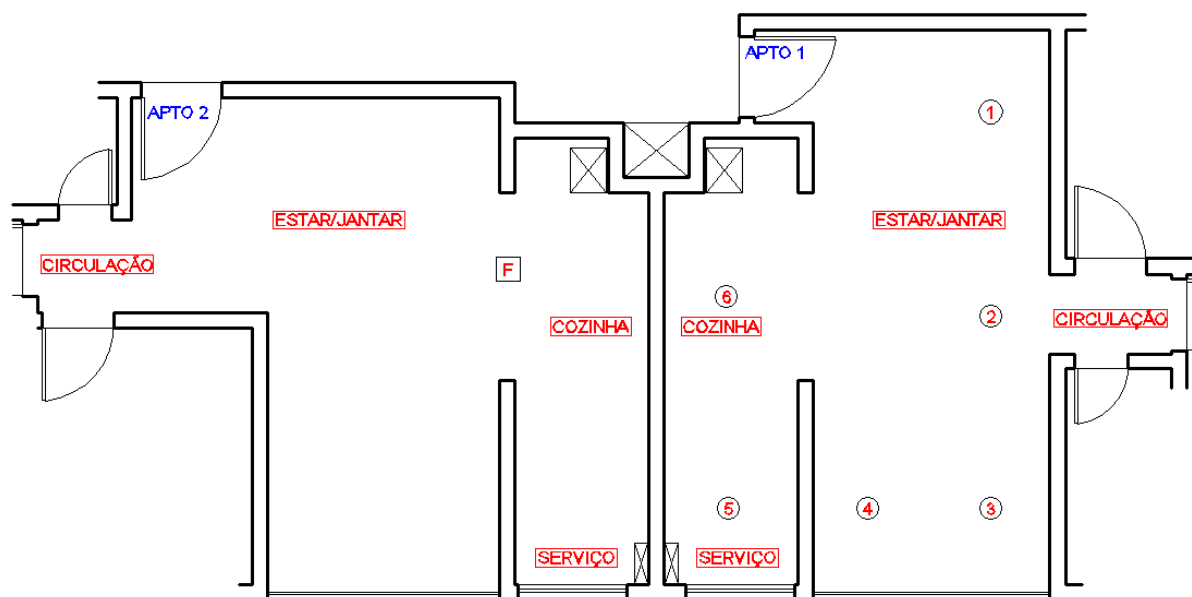 APTO 1
APTO 2
1
ESTAR/JANTAR
ESTAR/JANTAR
CIRCULAÇÃO
F
6
2
CIRCULAÇÃO
COZINHA
COZINHA
5
4
3
SERVIÇO
SERVIÇO